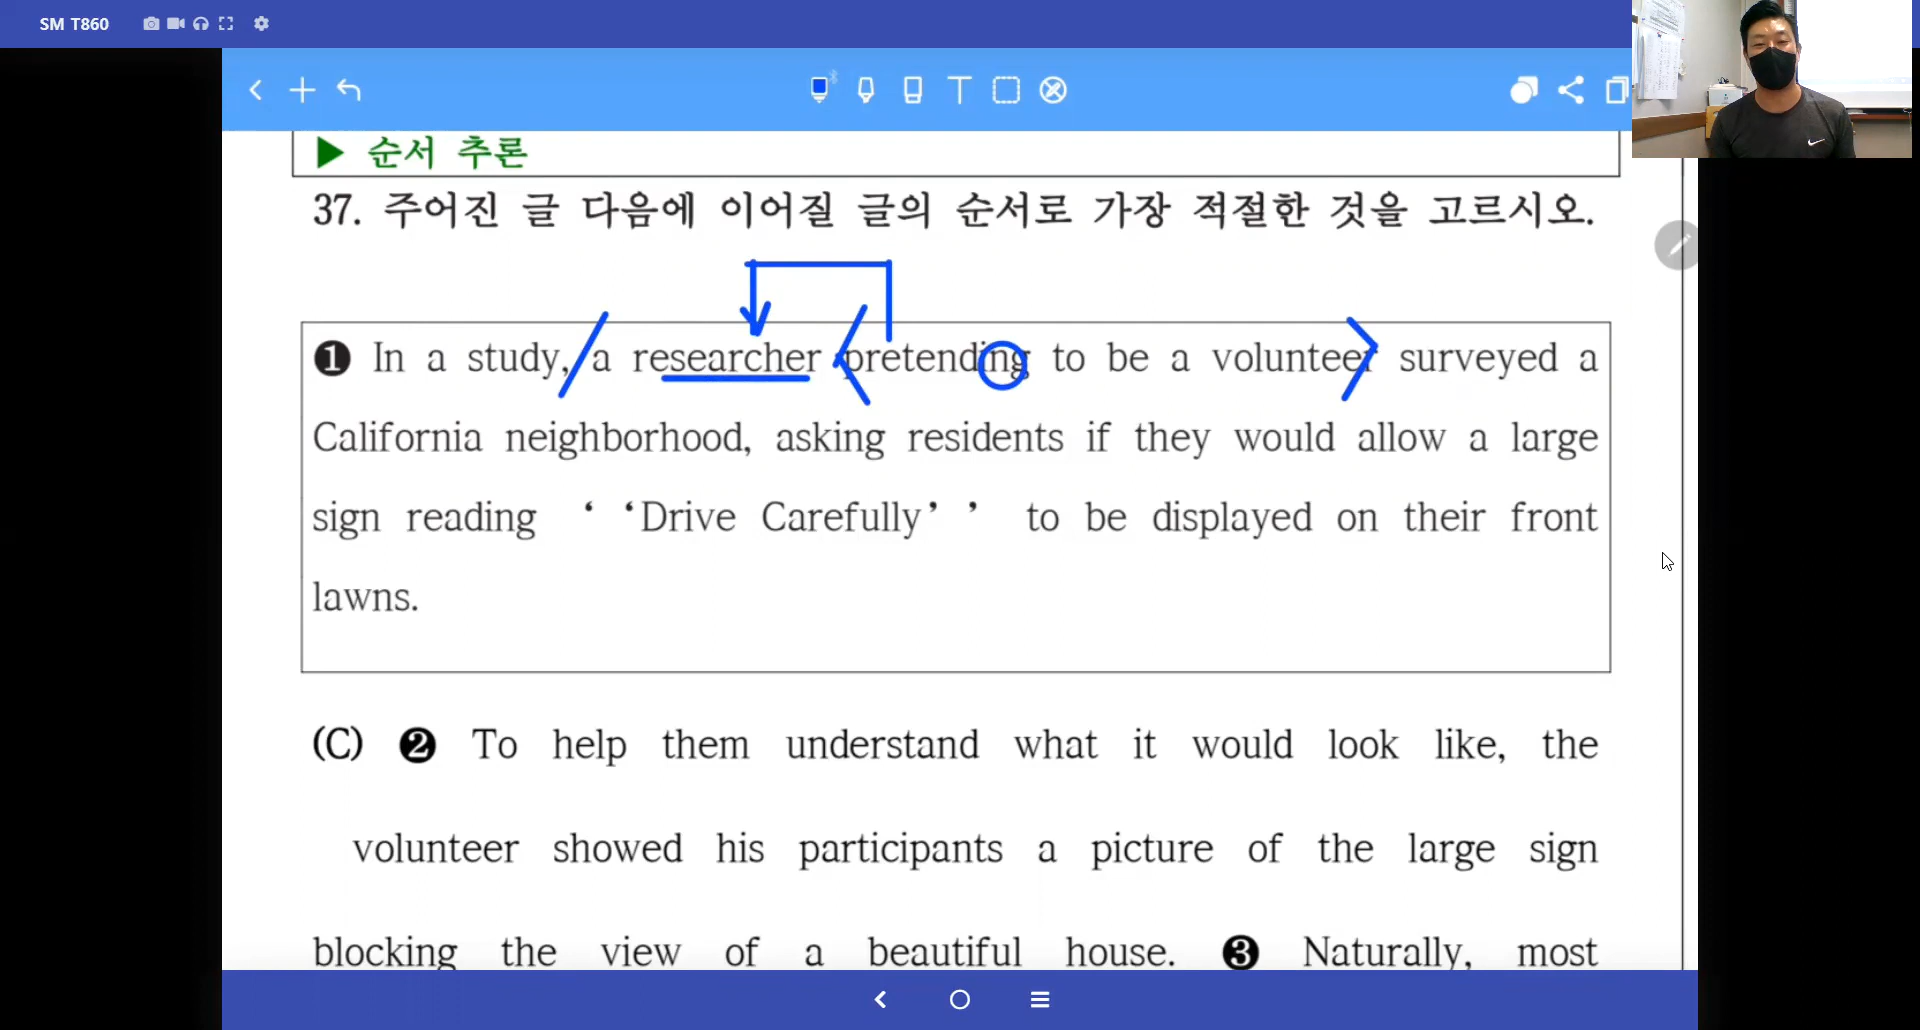 SM T860
▶ 순서 추론
37. 주어진 글 다음에 이어질 글의 순서로 가장 적절한 것을 고르시오.
❶ In a study, a researcher pretending to be a volunteer surveyed a
California neighborhood, asking residents if they would allow a large
sign reading ‘‘Drive Carefully’’ to be displayed on their front
lawns.
(C) ❷ To help them understand what it would look like, the
volunteer showed his participants a picture of the large sign
blocking the view of a beautiful house. ❸ Naturally, most